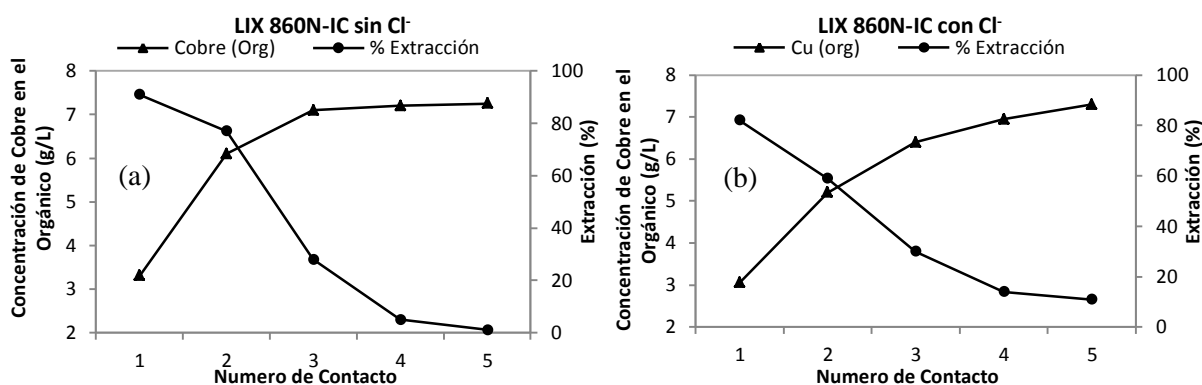 LIX 860N-IC sin Cl-
Cobre (Org) % Extracción
Concentración de Cobre en el
Orgánico (g/L)
8
7
6
5
4
3
2
(a)
100
80
60
40
20
0
Extracción (%)
1 2 3 4 5
Numero de Contacto
LIX 860N-IC con Cl-
Cu (org) % Extracción
Concentración de Cobre en el
Orgánico (g/L)
8
7
6
5
4
3
2
(b)
100
80
60
40
20
0
Extracción (%)
1 2 3 4 5
Numero de Contacto